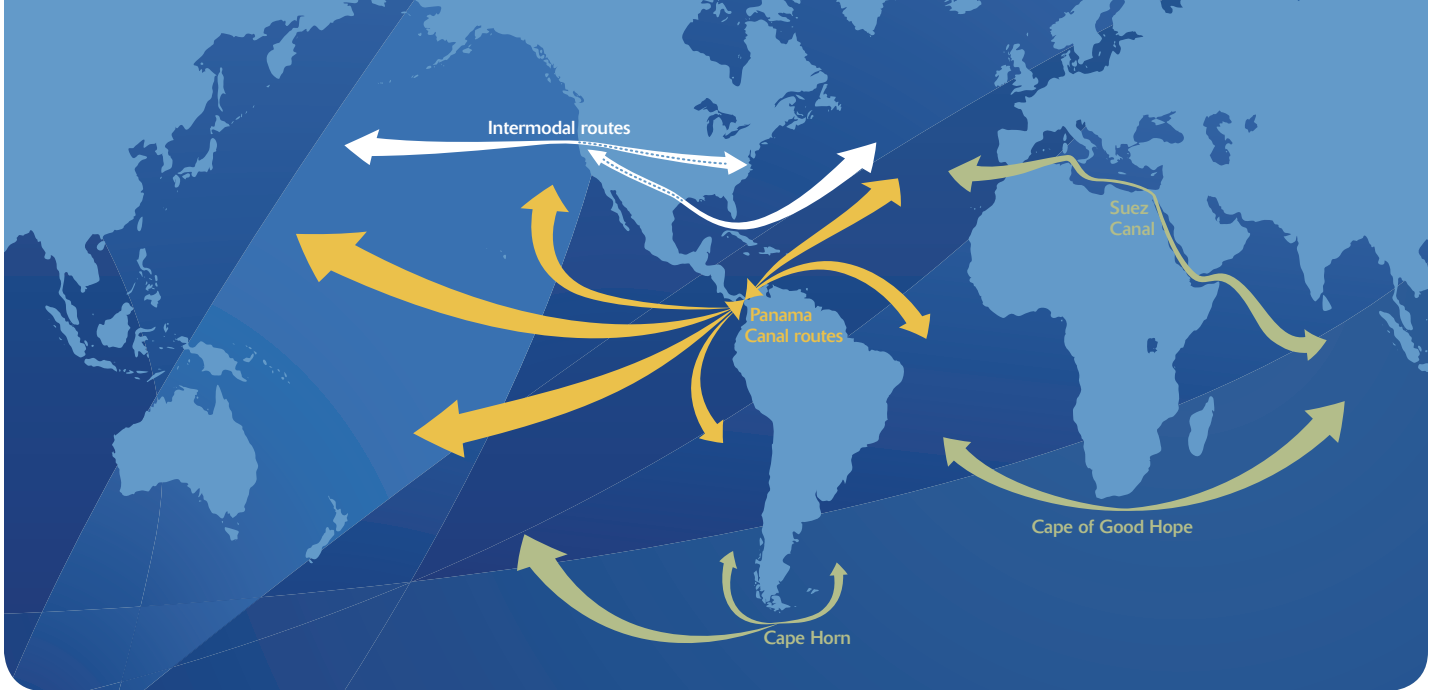 Intermodal routes
Suez
Canal
Panama
Canal routes
Cape of Good Hope
Cape Horn